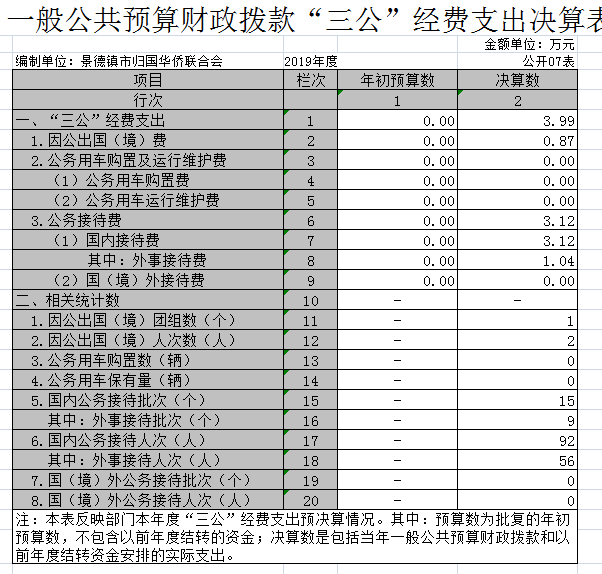 一般公共预算财政拨款“三公”经费支出决算表
金额单位：万元
编制单位：景德镇市归国华侨联合会 2019年度 公开07表
项目 栏次 年初预算数 决算数
行次 1 2
一、“三公”经费支出 1 0.00 3.99
1.因公出国（境）费 2 0.00 0.87
2.公务用车购置及运行维护费 3 0.00 0.00
（1）公务用车购置费 4 0.00 0.00
（2）公务用车运行维护费 5 0.00 0.00
3.公务接待费 6 0.00 3.12
（1）国内接待费 7 0.00 3.12
其中：外事接待费 8 0.00 1.04
（2）国（境）外接待费 9 0.00 0.00
二、相关统计数 10 - -
1.因公出国（境）团组数（个） 11 - 1
2.因公出国（境）人次数（人） 12 - 2
3.公务用车购置数（辆） 13 - 0
4.公务用车保有量（辆） 14 - 0
5.国内公务接待批次（个） 15 - 15
其中：外事接待批次（个） 16 - 9
6.国内公务接待人次（人） 17 - 92
其中：外事接待人次（人） 18 - 56
7.国（境）外公务接待批次（个） 19 - 0
8.国（境）外公务接待人次（人） 20 - 0
注：本表反映部门本年度“三公”经费支出预决算情况。其中：预算数为批复的年初
预算数，不包含以前年度结转的资金；决算数是包括当年一般公共预算财政拨款和以
前年度结转资金安排的实际支出。